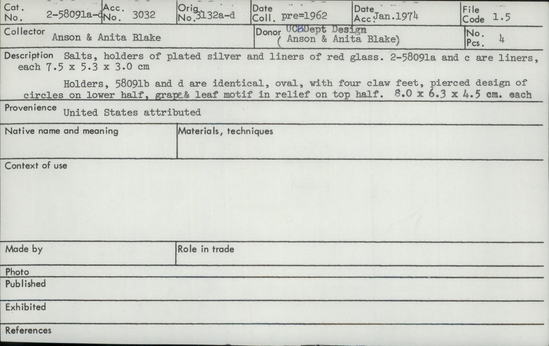 Cat. No. 2-58091a-d Acc. No. 3032 Orig. No. 3132a-d Date Coll. pre=1962 Date Acc. Jan.1974 File Code 1.5
Collector Anson & Anita Blake Donor UCB Dept Design ( Anson & Anita Blake) No. Pcs. 4
Description Salts, holders of plated silver and liners of red glass. 2-58091a and c are liners,
each 7.5 x 5.3 x 3.0 cm
Holders, 58091b and d are identical, oval, with four claw feet, pierced design of
circles on lower half, grape& leaf motif in relief on top half. 8.0 x 6.3 x 4.5 cm. each
Provenience United States attributed
Native name and meaning Materials, techniques
Context of use
Made by Role in trade
Photo
Published
Exhibited
References